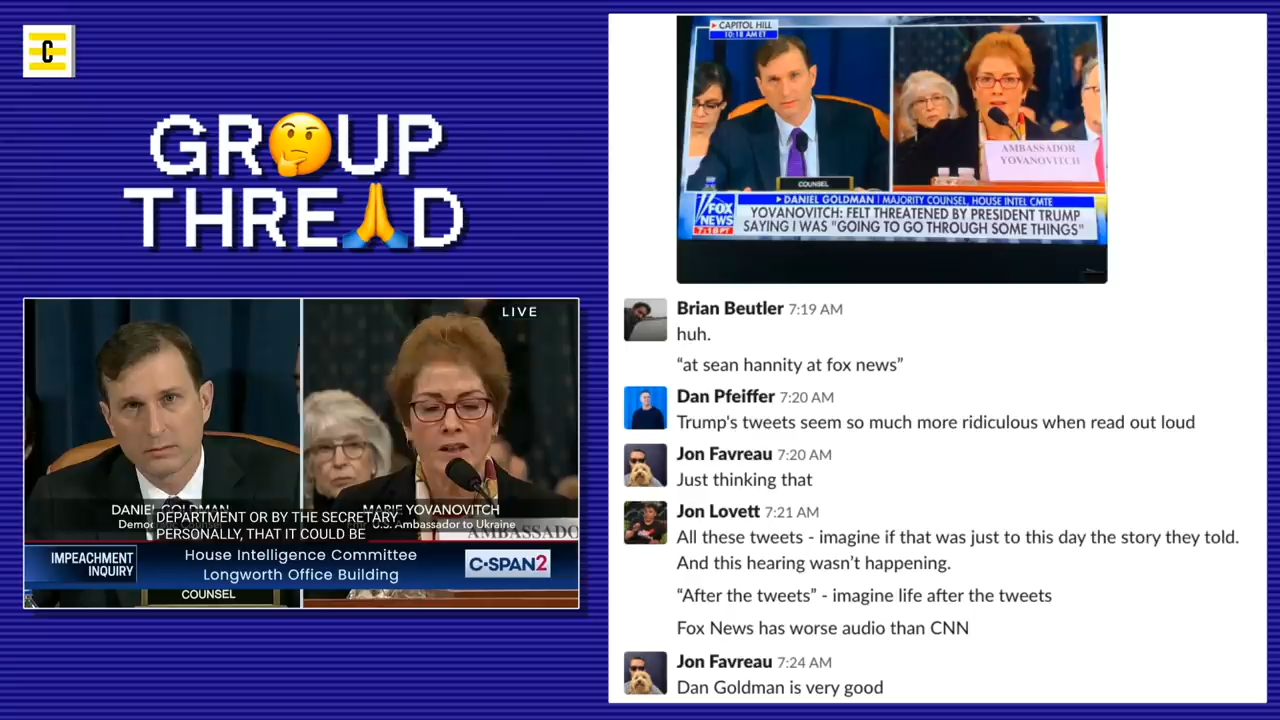 C
GROUP
THREAD
LIVE
DANIEL GOLDMAN
MARIE YOVANOVITCH
U.S. Ambassador to Ukraine
DEPARTMENT OR BY THE SECRETARY
PERSONALLY, THAT IT COULD BE
AMBASSADO
IMPEACHMENT
INQUIRY
House Intelligence Committee
Longworth Office Building
C-SPAN2
COUNSEL
CAPITOL HILL
10:18 AM ET
COUNSEL
AMBASSADOR
YOVANOVITCH
FOX
NEWS
7:18 PT
DANIEL GOLDMAN | MAJORITY COUNSEL, HOUSE INTEL CMTE
YOVANOVITCH: FELT THREATENED BY PRESIDENT TRUMP
SAYING I WAS "GOING TO GO THROUGH SOME THINGS"
Brian Beutler 7:19 AM
huh.
“at sean hannity at fox news”
Dan Pfeiffer 7:20 AM
Trump's tweets seem so much more ridiculous when read out loud
Jon Favreau 7:20 AM
Just thinking that
Jon Lovett 7:21 AM
All these tweets - imagine if that was just to this day the story they told.
And this hearing wasn’t happening.
“After the tweets” - imagine life after the tweets
Fox News has worse audio than CNN
Jon Favreau 7:24 AM
Dan Goldman is very good